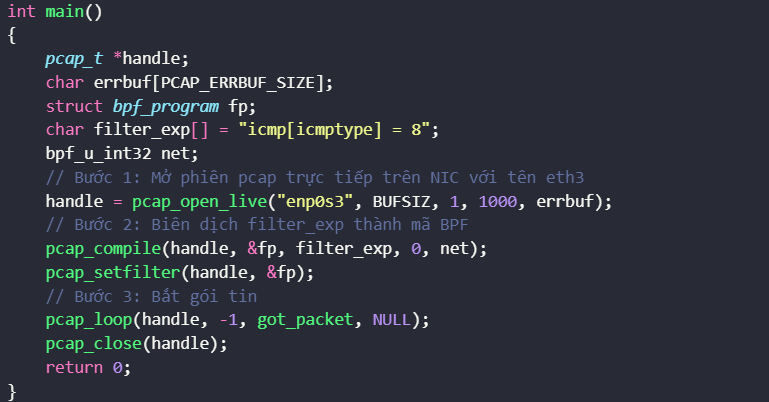 int main()
{
    pcap_t *handle;
    char errbuf[PCAP_ERRBUF_SIZE];
    struct bpf_program fp;
    char filter_exp[] = "icmp[icmptype] = 8";
    bpf_u_int32 net;
    // Bước 1: Mở phiên pcap trực tiếp trên NIC với tên eth3
    handle = pcap_open_live("enp0s3", BUFSIZ, 1, 1000, errbuf);
    // Bước 2: Biên dịch filter_exp thành mã BPF
    pcap_compile(handle, &fp, filter_exp, 0, net);
    pcap_setfilter(handle, &fp);
    // Bước 3: Bắt gói tin
    pcap_loop(handle, -1, got_packet, NULL);
    pcap_close(handle);
    return 0;
}